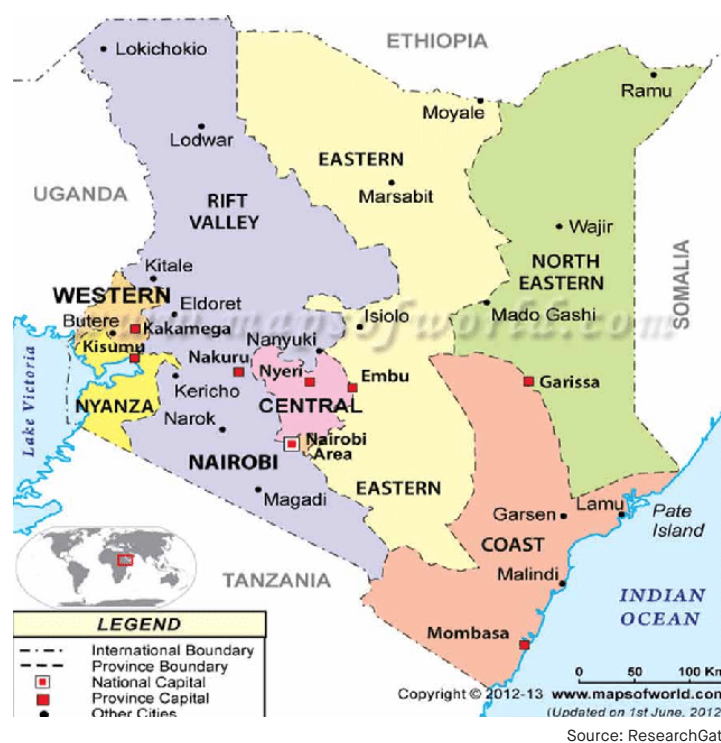 ETHIOPIA
Lokichokio
Ramu
Moyale
Lodwar
EASTERN
Marsabit
UGANDA
RIFT
VALLEY
Wajir
NORTH
EASTERN
SOMALIA
Kitale
WESTERN
Eldoret
Mado Gashi
Isiolo
www.mapsofworld.com
Butere
Kakamega
Kisumu
Nanyuki
Nakuru
Nyeri
Embu
Garissa
Lake Victoria
Kericho
NYANZA
CENTRAL
Narok
Nairobi
Area
NAIROBI
EASTERN
Magadi
Lamu
Garsen
Pate
Island
COAST
Malindi
TANZANIA
INDIAN
OCEAN
Mombasa
LEGEND
International Boundary
Province Boundary
National Capital
Province Capital
Other Cities
0 50 100 Km
Copyright © 2012-13 www.mapsofworld.com
(Updated on 1st June, 2012
Source: ResearchGat